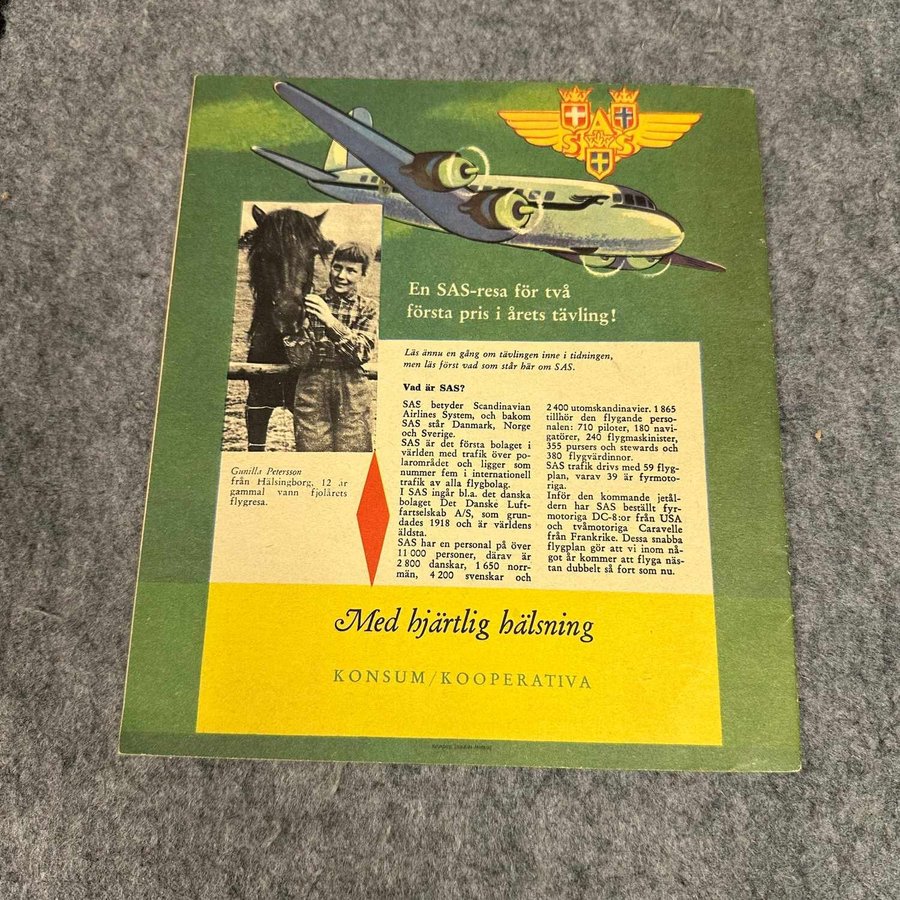 S A S
En SAS-resa för två
första pris i årets tävling!
Läs ännu en gång om tävlingen inne i tidningen,
men läs först vad som står här om SAS.
Vad är SAS?
SAS betyder Scandinavian
Airlines System, och bakom
SAS står Danmark, Norge
och Sverige.
SAS är det första bolaget i
världen med trafik över po-
larområdet och ligger som
nummer fem i internationell
trafik av alla flygbolag.
I SAS ingår bl.a. det danska
bolaget Det Danske Luft-
fartselskab A/S, som grun-
dades 1918 och är världens
äldsta.
SAS har en personal på över
11 000 personer, därav är
2 800 danskar, 1 650 norr-
män, 4 200 svenskar och
2 400 utomskandinavier. 1 865
tillhör den flygande perso-
nalen: 710 piloter, 180 navi-
gatörer, 240 flygmaskinister,
355 pursers och stewards och
380 flygvärdinnor.
SAS trafik drivs med 59 flyg-
plan, varav 39 är fyrmoto-
riga.
Inför den kommande jetål-
dern har SAS beställt fyr-
motoriga DC-8:or från USA
och tvåmotoriga Caravelle
från Frankrike. Dessa snabba
flygplan gör att vi inom nå-
got år kommer att flyga näs-
tan dubbelt så fort som nu.
Gunilla Petersson
från Hälsingborg, 12 år
gammal vann fjolårets
flygresa.
Med hjärtlig hälsning
KONSUM/KOOPERATIVA